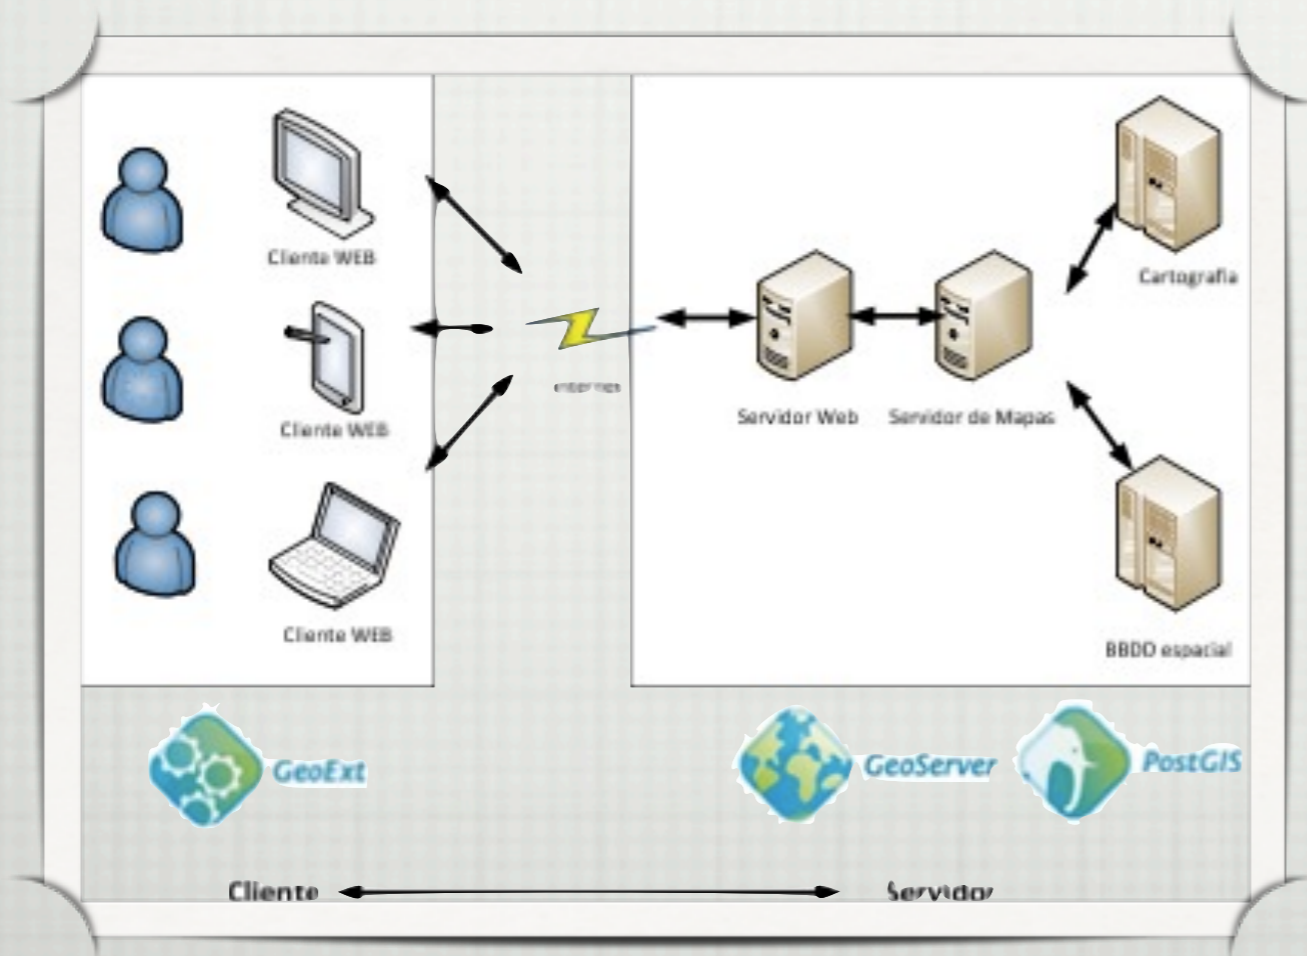 Cliente WEB
Cliente WEB
Cliente WEB
Servidor Web
Servidor de Mapas
Cartografia
BBDD espacial
GeoExt
GeoServer
PostGIS
Cliente
Servidor